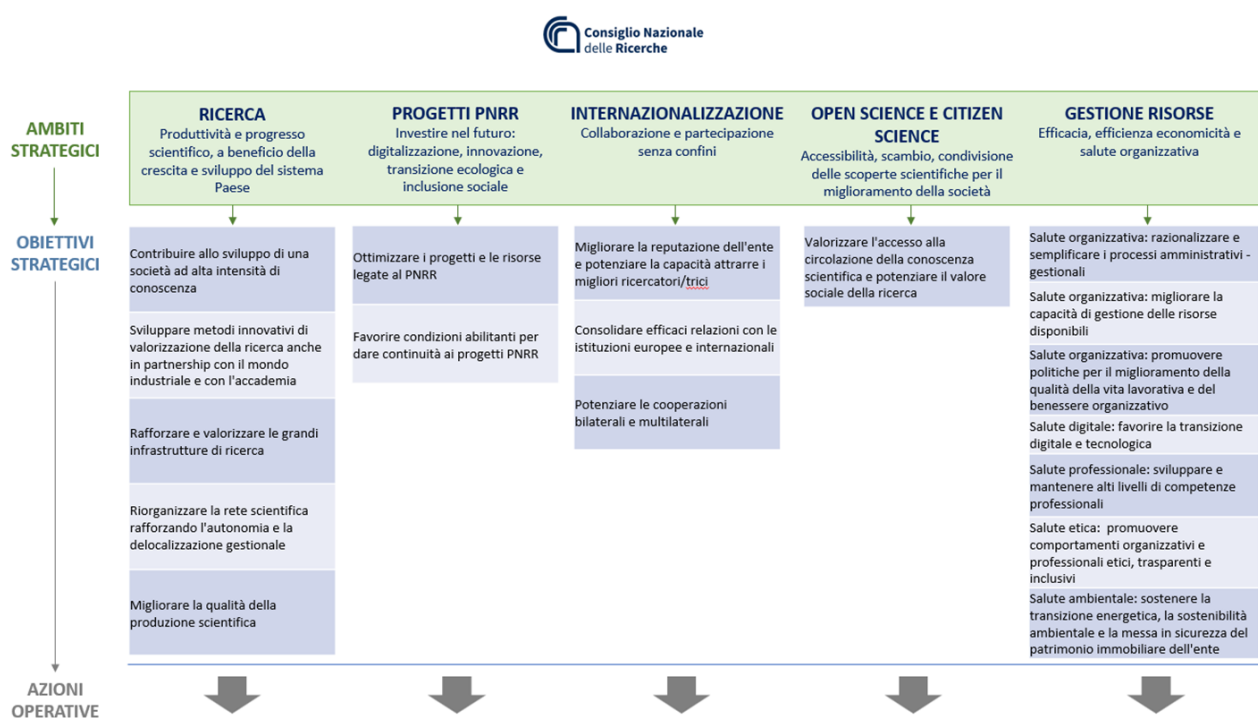 Consiglio Nazionale
delle Ricerche
AMBITI
STRATEGICI
RICERCA
Produttività e progresso
scientifico, a beneficio della
crescita e sviluppo del sistema
Paese
PROGETTI PNRR
Investire nel futuro:
digitalizzazione, innovazione,
transizione ecologica e
inclusione sociale
INTERNAZIONALIZZAZIONE
Collaborazione e partecipazione
senza confini
OPEN SCIENCE E CITIZEN
SCIENCE
Accessibilità, scambio, condivisione
delle scoperte scientifiche per il
miglioramento della società
GESTIONE RISORSE
Efficacia, efficienza economicità e
salute organizzativa
OBIETTIVI
STRATEGICI
Contribuire allo sviluppo di una
società ad alta intensità di
conoscenza
Sviluppare metodi innovativi di
valorizzazione della ricerca anche
in partnership con il mondo
industriale e con l'accademia
Rafforzare e valorizzare le grandi
infrastrutture di ricerca
Riorganizzare la rete scientifica
rafforzando l'autonomia e la
delocalizzazione gestionale
Migliorare la qualità della
produzione scientifica
Ottimizzare i progetti e le risorse
legate al PNRR
Favorire condizioni abilitanti per
dare continuità ai progetti PNRR
Migliorare la reputazione dell'ente
e potenziare la capacità attrarre i
migliori ricercatori/trici
Consolidare efficaci relazioni con le
istituzioni europee e internazionali
Potenziare le cooperazioni
bilaterali e multilaterali
Valorizzare l'accesso alla
circolazione della conoscenza
scientifica e potenziare il valore
sociale della ricerca
Salute organizzativa: razionalizzare e
semplificare i processi amministrativi -
gestionali
Salute organizzativa: migliorare la
capacità di gestione delle risorse
disponibili
Salute organizzativa: promuovere
politiche per il miglioramento della
qualità della vita lavorativa e del
benessere organizzativo
Salute digitale: favorire la transizione
digitale e tecnologica
Salute professionale: sviluppare e
mantenere alti livelli di competenze
professionali
Salute etica: promuovere
comportamenti organizzativi e
professionali etici, trasparenti e
inclusivi
Salute ambientale: sostenere la
transizione energetica, la sostenibilità
ambientale e la messa in sicurezza del
patrimonio immobiliare dell'ente
AZIONI
OPERATIVE